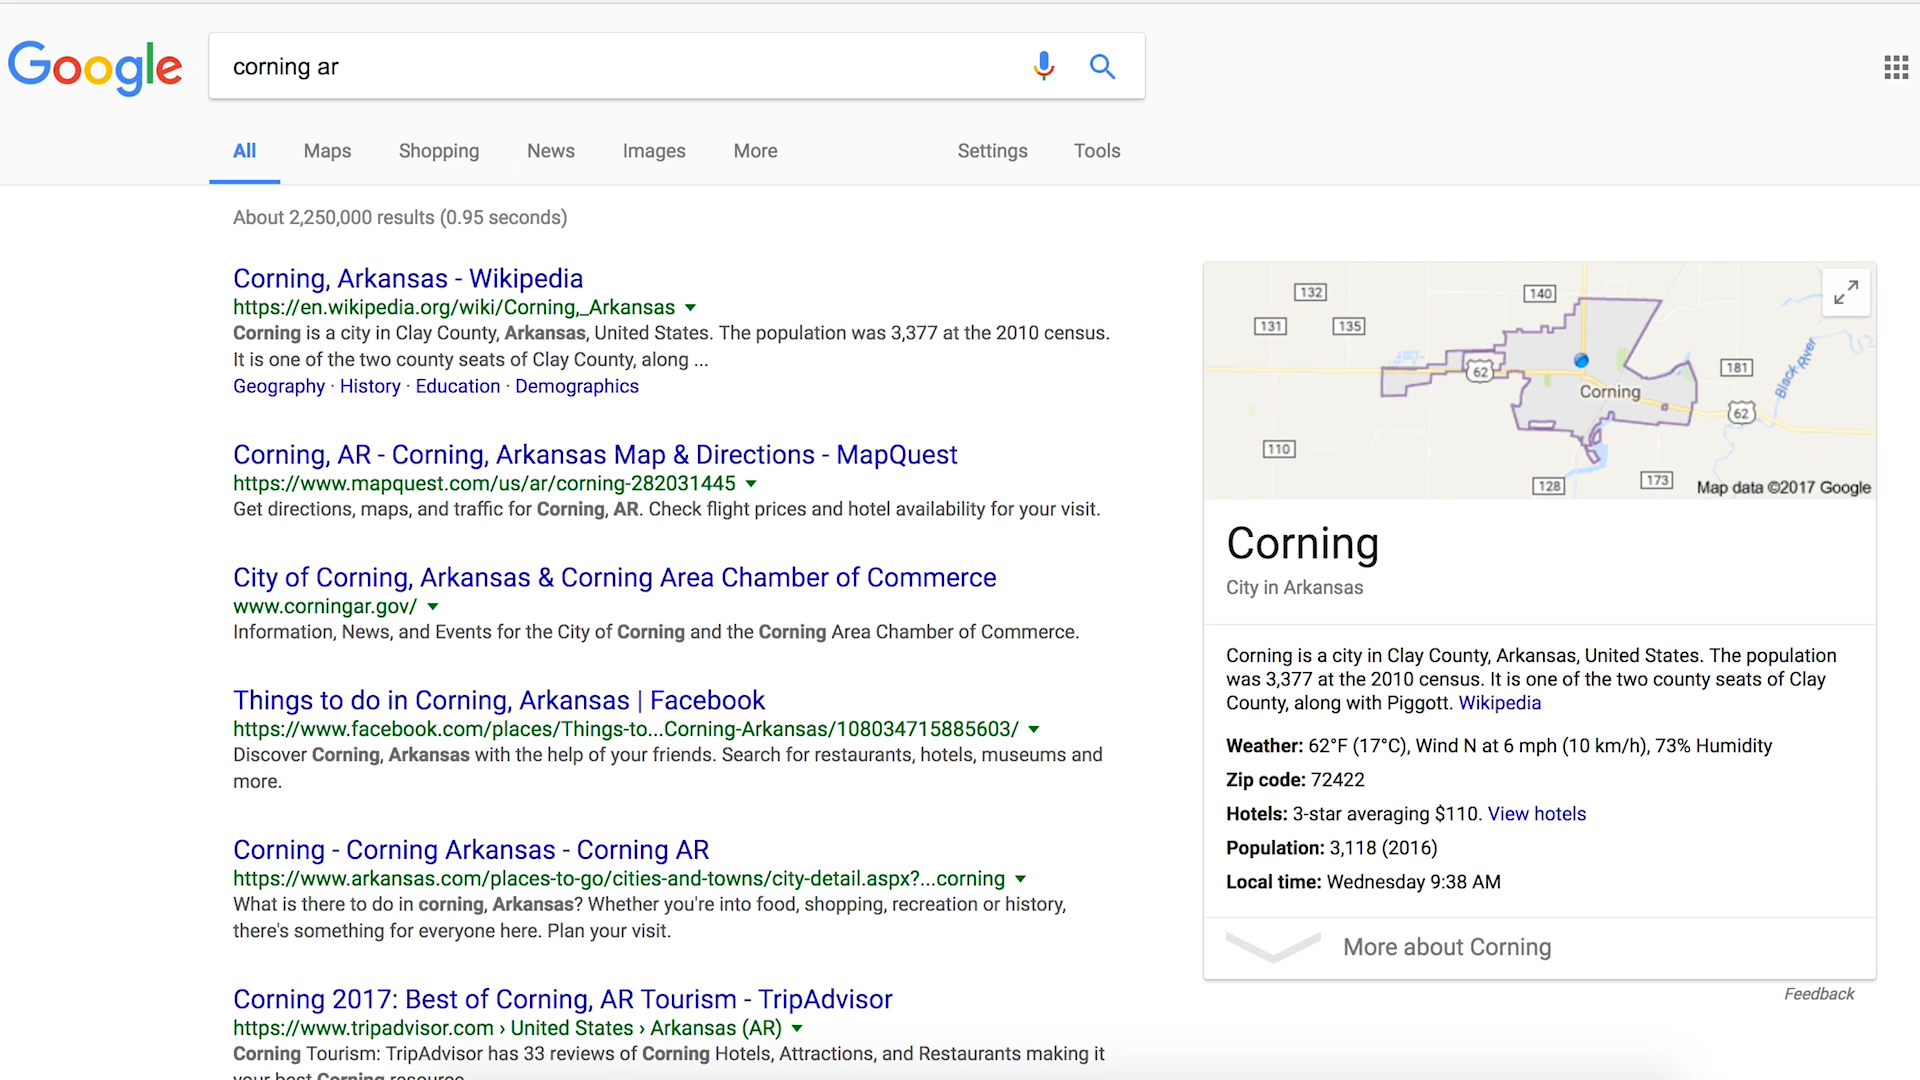 Google
corning ar
All Maps Shopping News Images More Settings Tools
About 2,250,000 results (0.95 seconds)
Corning, Arkansas - Wikipedia
https://en.wikipedia.org/wiki/Corning,_Arkansas
Corning is a city in Clay County, Arkansas, United States. The population was 3,377 at the 2010 census.
It is one of the two county seats of Clay County, along ...
Geography · History · Education · Demographics
Corning, AR - Corning, Arkansas Map & Directions - MapQuest
https://www.mapquest.com/us/ar/corning-282031445
Get directions, maps, and traffic for Corning, AR. Check flight prices and hotel availability for your visit.
City of Corning, Arkansas & Corning Area Chamber of Commerce
www.corningar.gov/
Information, News, and Events for the City of Corning and the Corning Area Chamber of Commerce.
Things to do in Corning, Arkansas | Facebook
https://www.facebook.com/places/Things-to...Corning-Arkansas/108034715885603/
Discover Corning, Arkansas with the help of your friends. Search for restaurants, hotels, museums and
more.
Corning - Corning Arkansas - Corning AR
https://www.arkansas.com/places-to-go/cities-and-towns/city-detail.aspx?...corning
What is there to do in corning, Arkansas? Whether you're into food, shopping, recreation or history,
there's something for everyone here. Plan your visit.
Corning 2017: Best of Corning, AR Tourism - TripAdvisor
https://www.tripadvisor.com › United States › Arkansas (AR)
Corning Tourism: TripAdvisor has 33 reviews of Corning Hotels, Attractions, and Restaurants making it
your best Corning resource.
132
140
131
135
62
181
Black River
Corning
62
110
128
173
Map data ©2017 Google
Corning
City in Arkansas
Corning is a city in Clay County, Arkansas, United States. The population
was 3,377 at the 2010 census. It is one of the two county seats of Clay
County, along with Piggott. Wikipedia
Weather: 62°F (17°C), Wind N at 6 mph (10 km/h), 73% Humidity
Zip code: 72422
Hotels: 3-star averaging $110. View hotels
Population: 3,118 (2016)
Local time: Wednesday 9:38 AM
More about Corning
Feedback